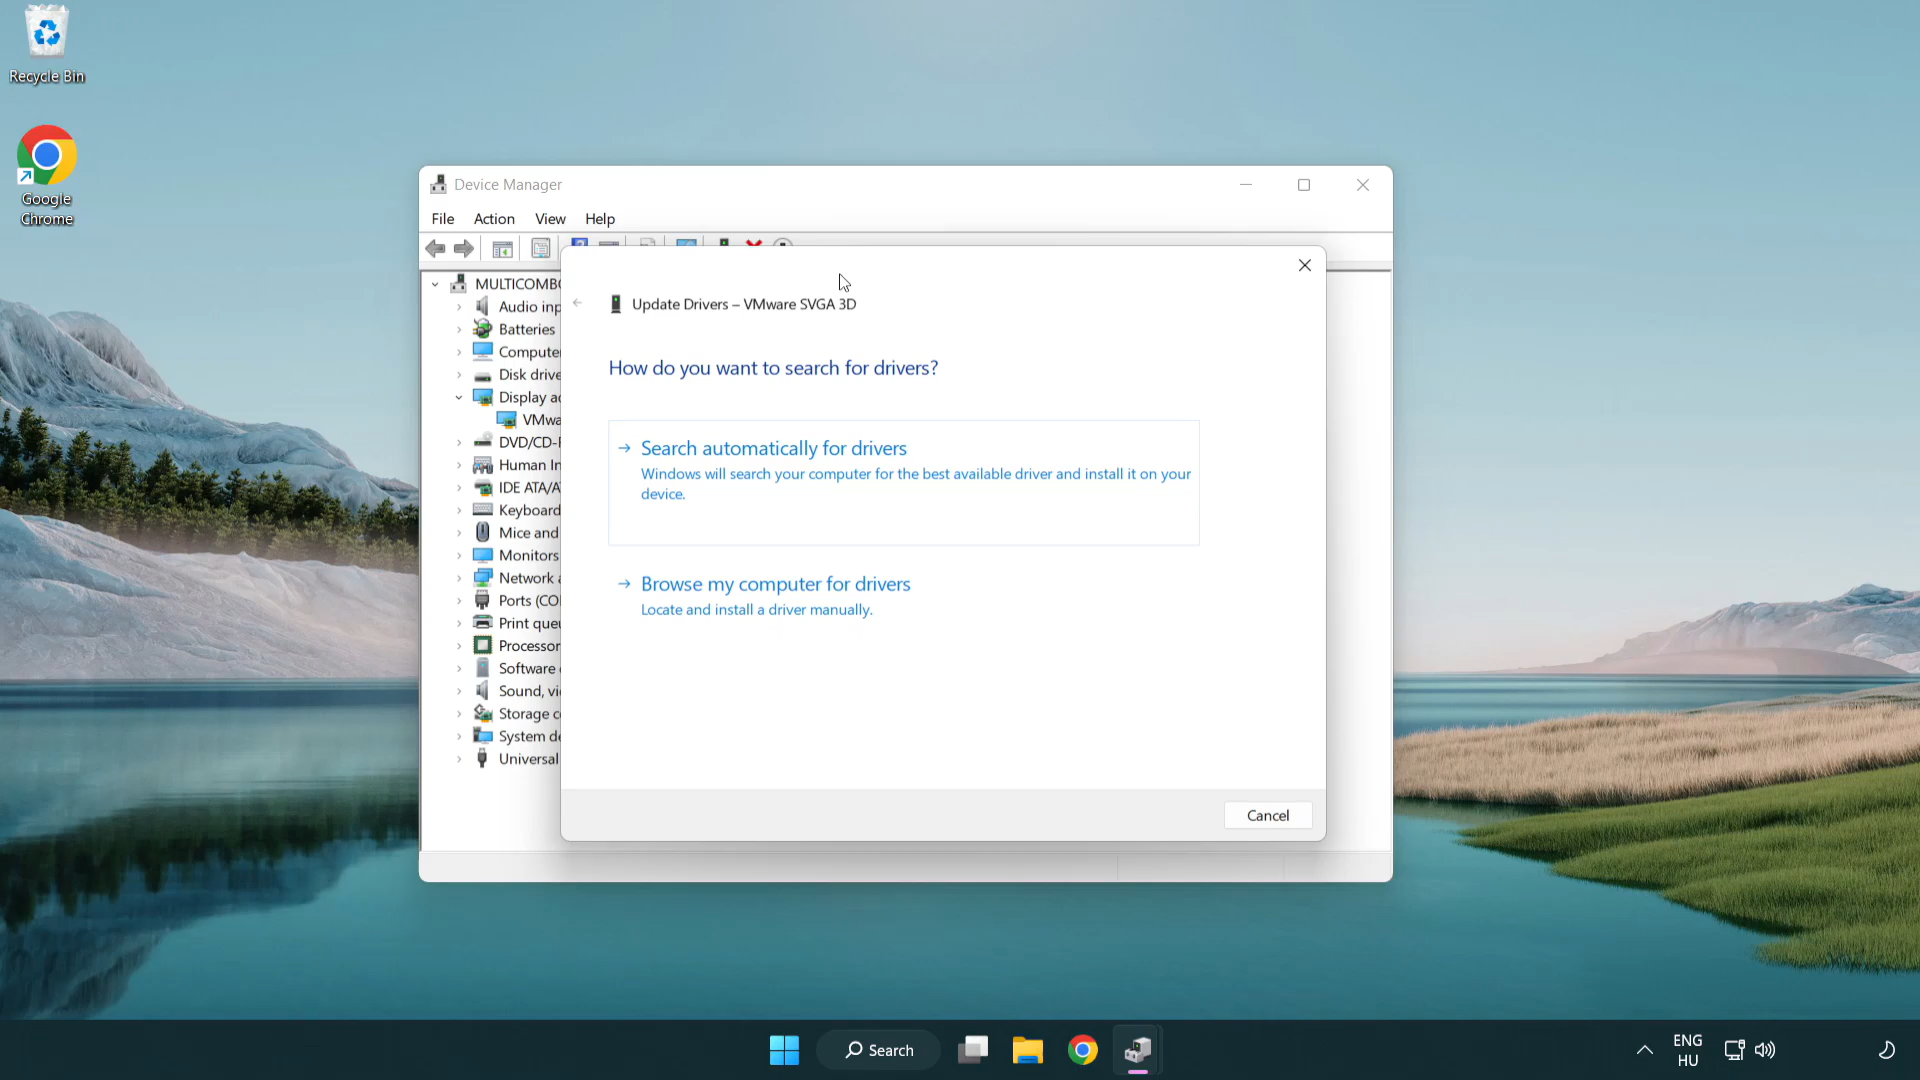 Recycle Bin
Google
Chrome
Device Manager
File Action View Help
MULTICOMBO
Audio inp
Batteries
Compute
Disk drive
Display a
VMwa
DVD/CD-
Human In
IDE ATA/A
Keyboard
Mice and
Monitors
Network a
Ports (CO
Print que
Processor
Software
Sound, vi
Storage c
System de
Universal
Update Drivers – VMware SVGA 3D
How do you want to search for drivers?
Search automatically for drivers
Windows will search your computer for the best available driver and install it on your
device.
Browse my computer for drivers
Locate and install a driver manually.
Cancel
Search
ENG
HU